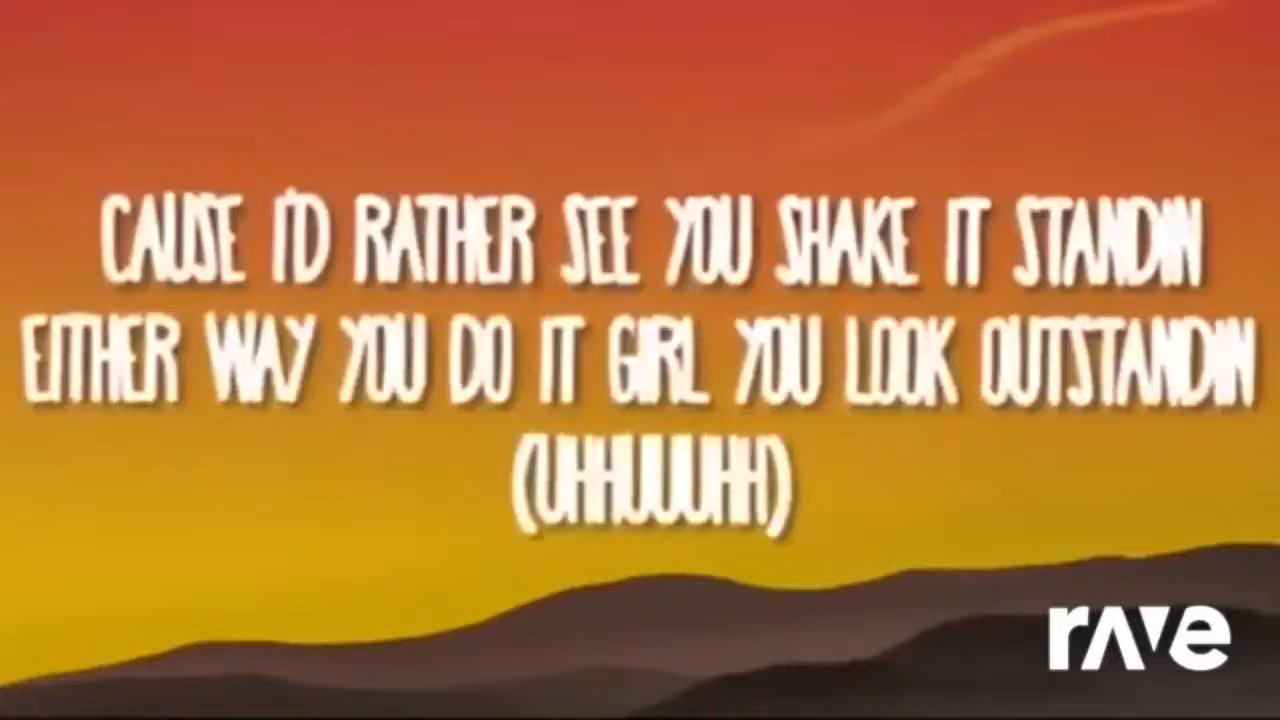 CAUSE I'D RATHER SEE YOU SHAKE IT STANDIN
EITHER WAY YOU DO IT GIRL YOU LOOK OUTSTANDIN
(UHHUUUHH)
rave